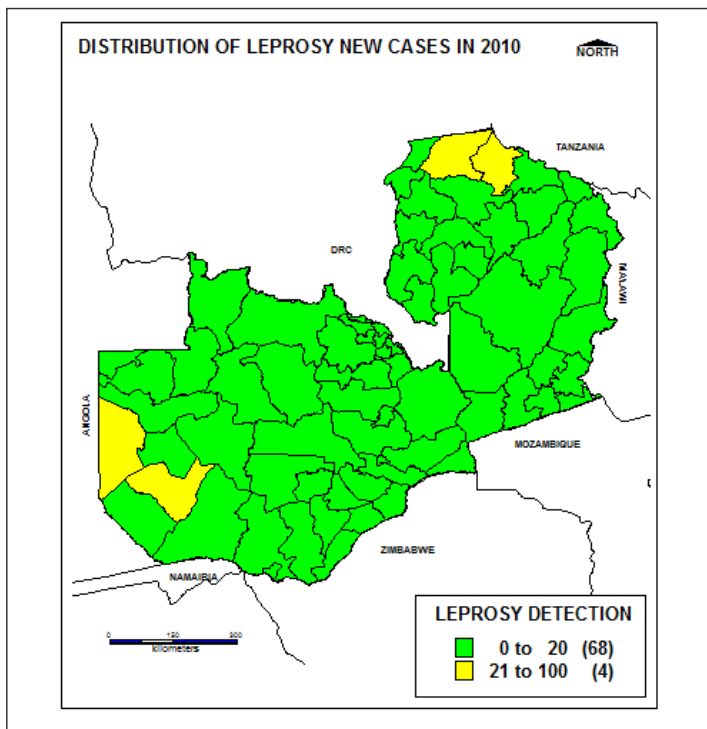 DISTRIBUTION OF LEPROSY NEW CASES IN 2010
NORTH
TANZANIA
DRC
MALAWI
ANGOLA
MOZAMBIQUE
ZIMBABWE
NAMAIBIA
0 150 300
kilometers
LEPROSY DETECTION
0 to 20 (68)
21 to 100 (4)